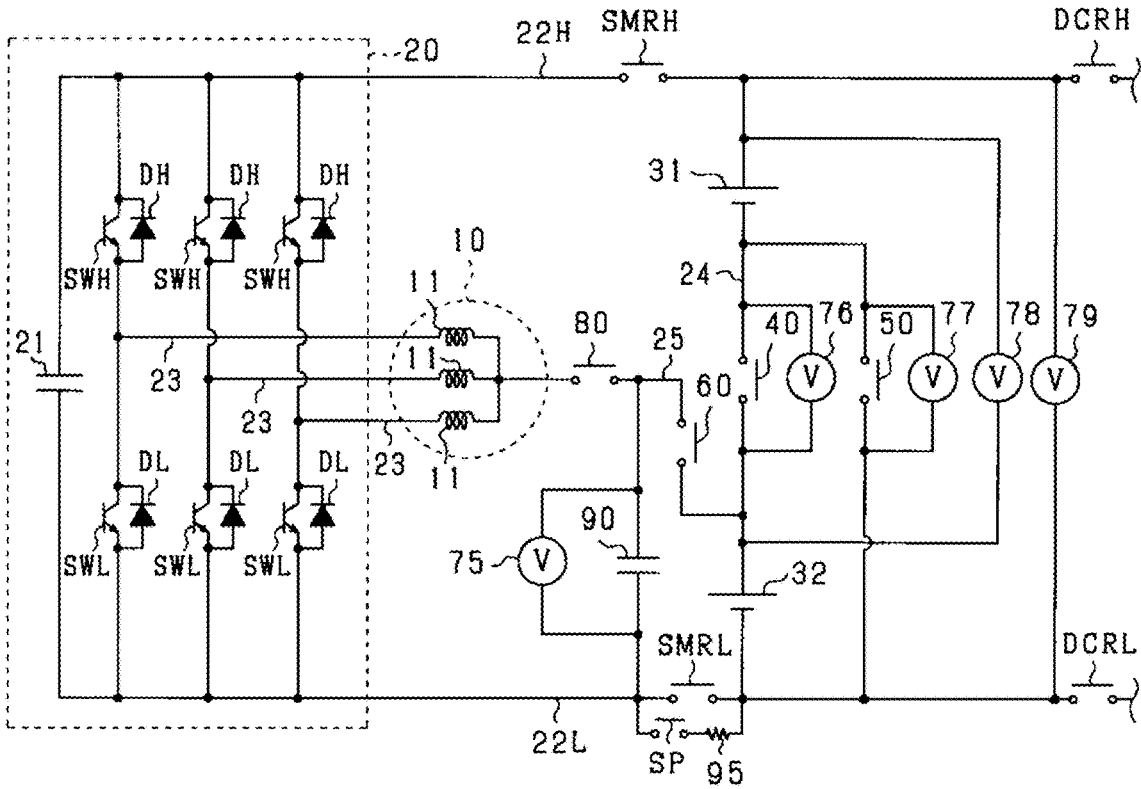 SMRH
DCRH
22H
20
31
DH DH DH
10
SWH SWH SWH
24
11
80
40 76 50 77 78 79
21
25
11
V V V V
23
60
23
23
11
DL DL DL
90
75 V
SWL SWL SWL
32
SMRL
DCRL
22L
SP 95